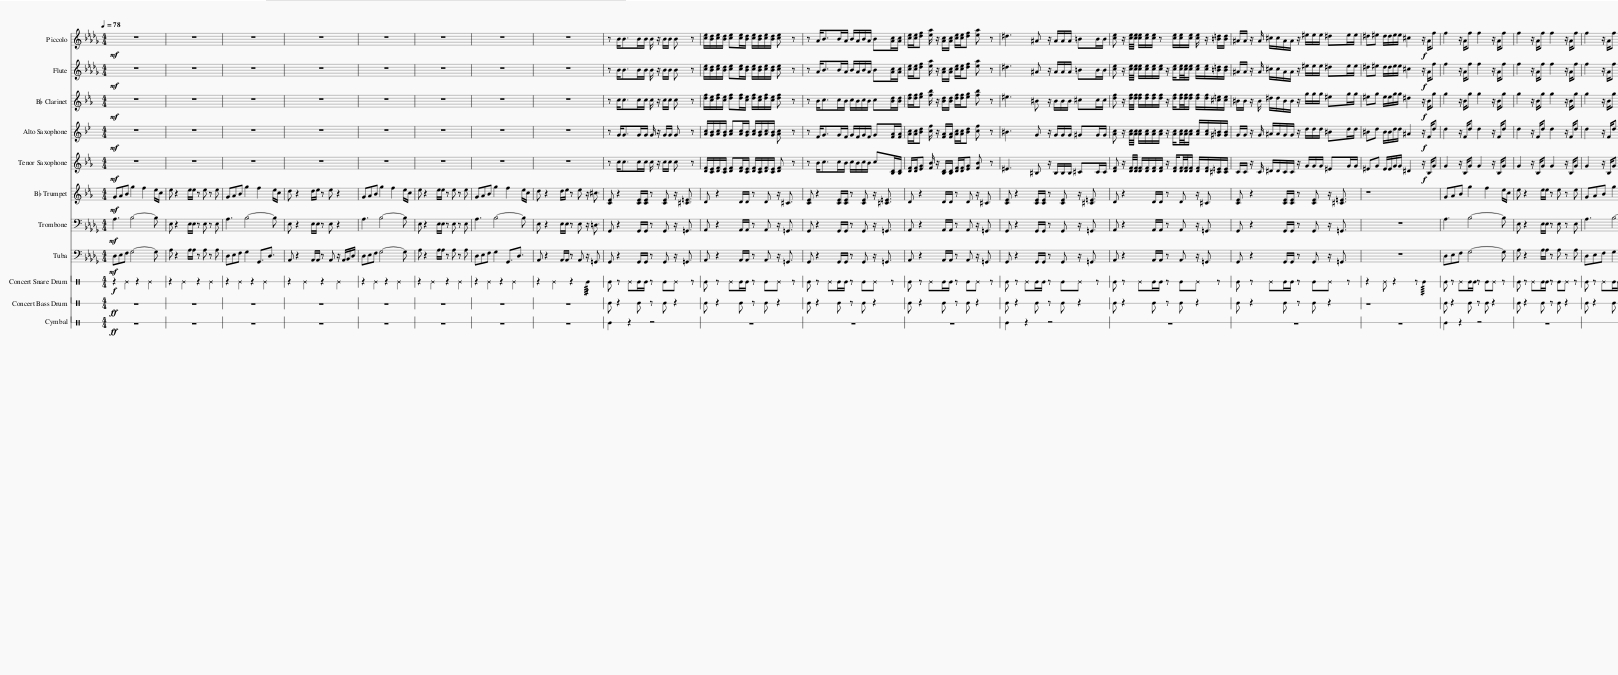 ♩ = 78
Piccolo
mf
Flute
mf
f
B♭ Clarinet
mf
f
Alto Saxophone
mf
f
Tenor Saxophone
mf
f
B♭ Trumpet
mf
Trombone
mf
Tuba
mf
Concert Snare Drum
f
Concert Bass Drum
ff
Cymbal
ff